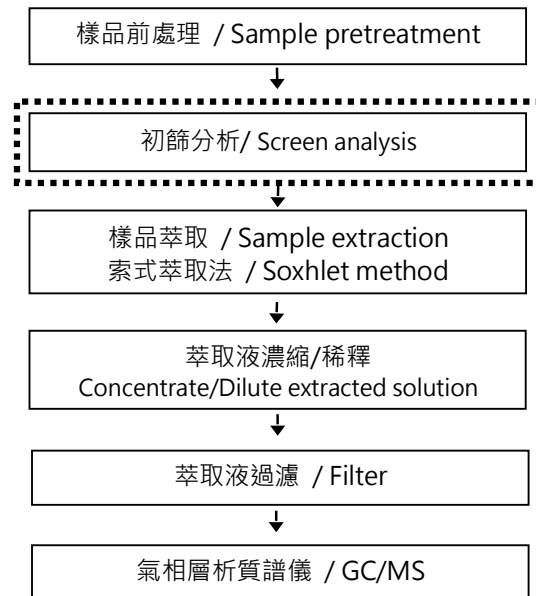 樣品前處理 / Sample pretreatment
初篩分析/ Screen analysis
樣品萃取 / Sample extraction
索式萃取法 / Soxhlet method
萃取液濃縮/稀釋
Concentrate/Dilute extracted solution
萃取液過濾 / Filter
氣相層析質譜儀 / GC/MS